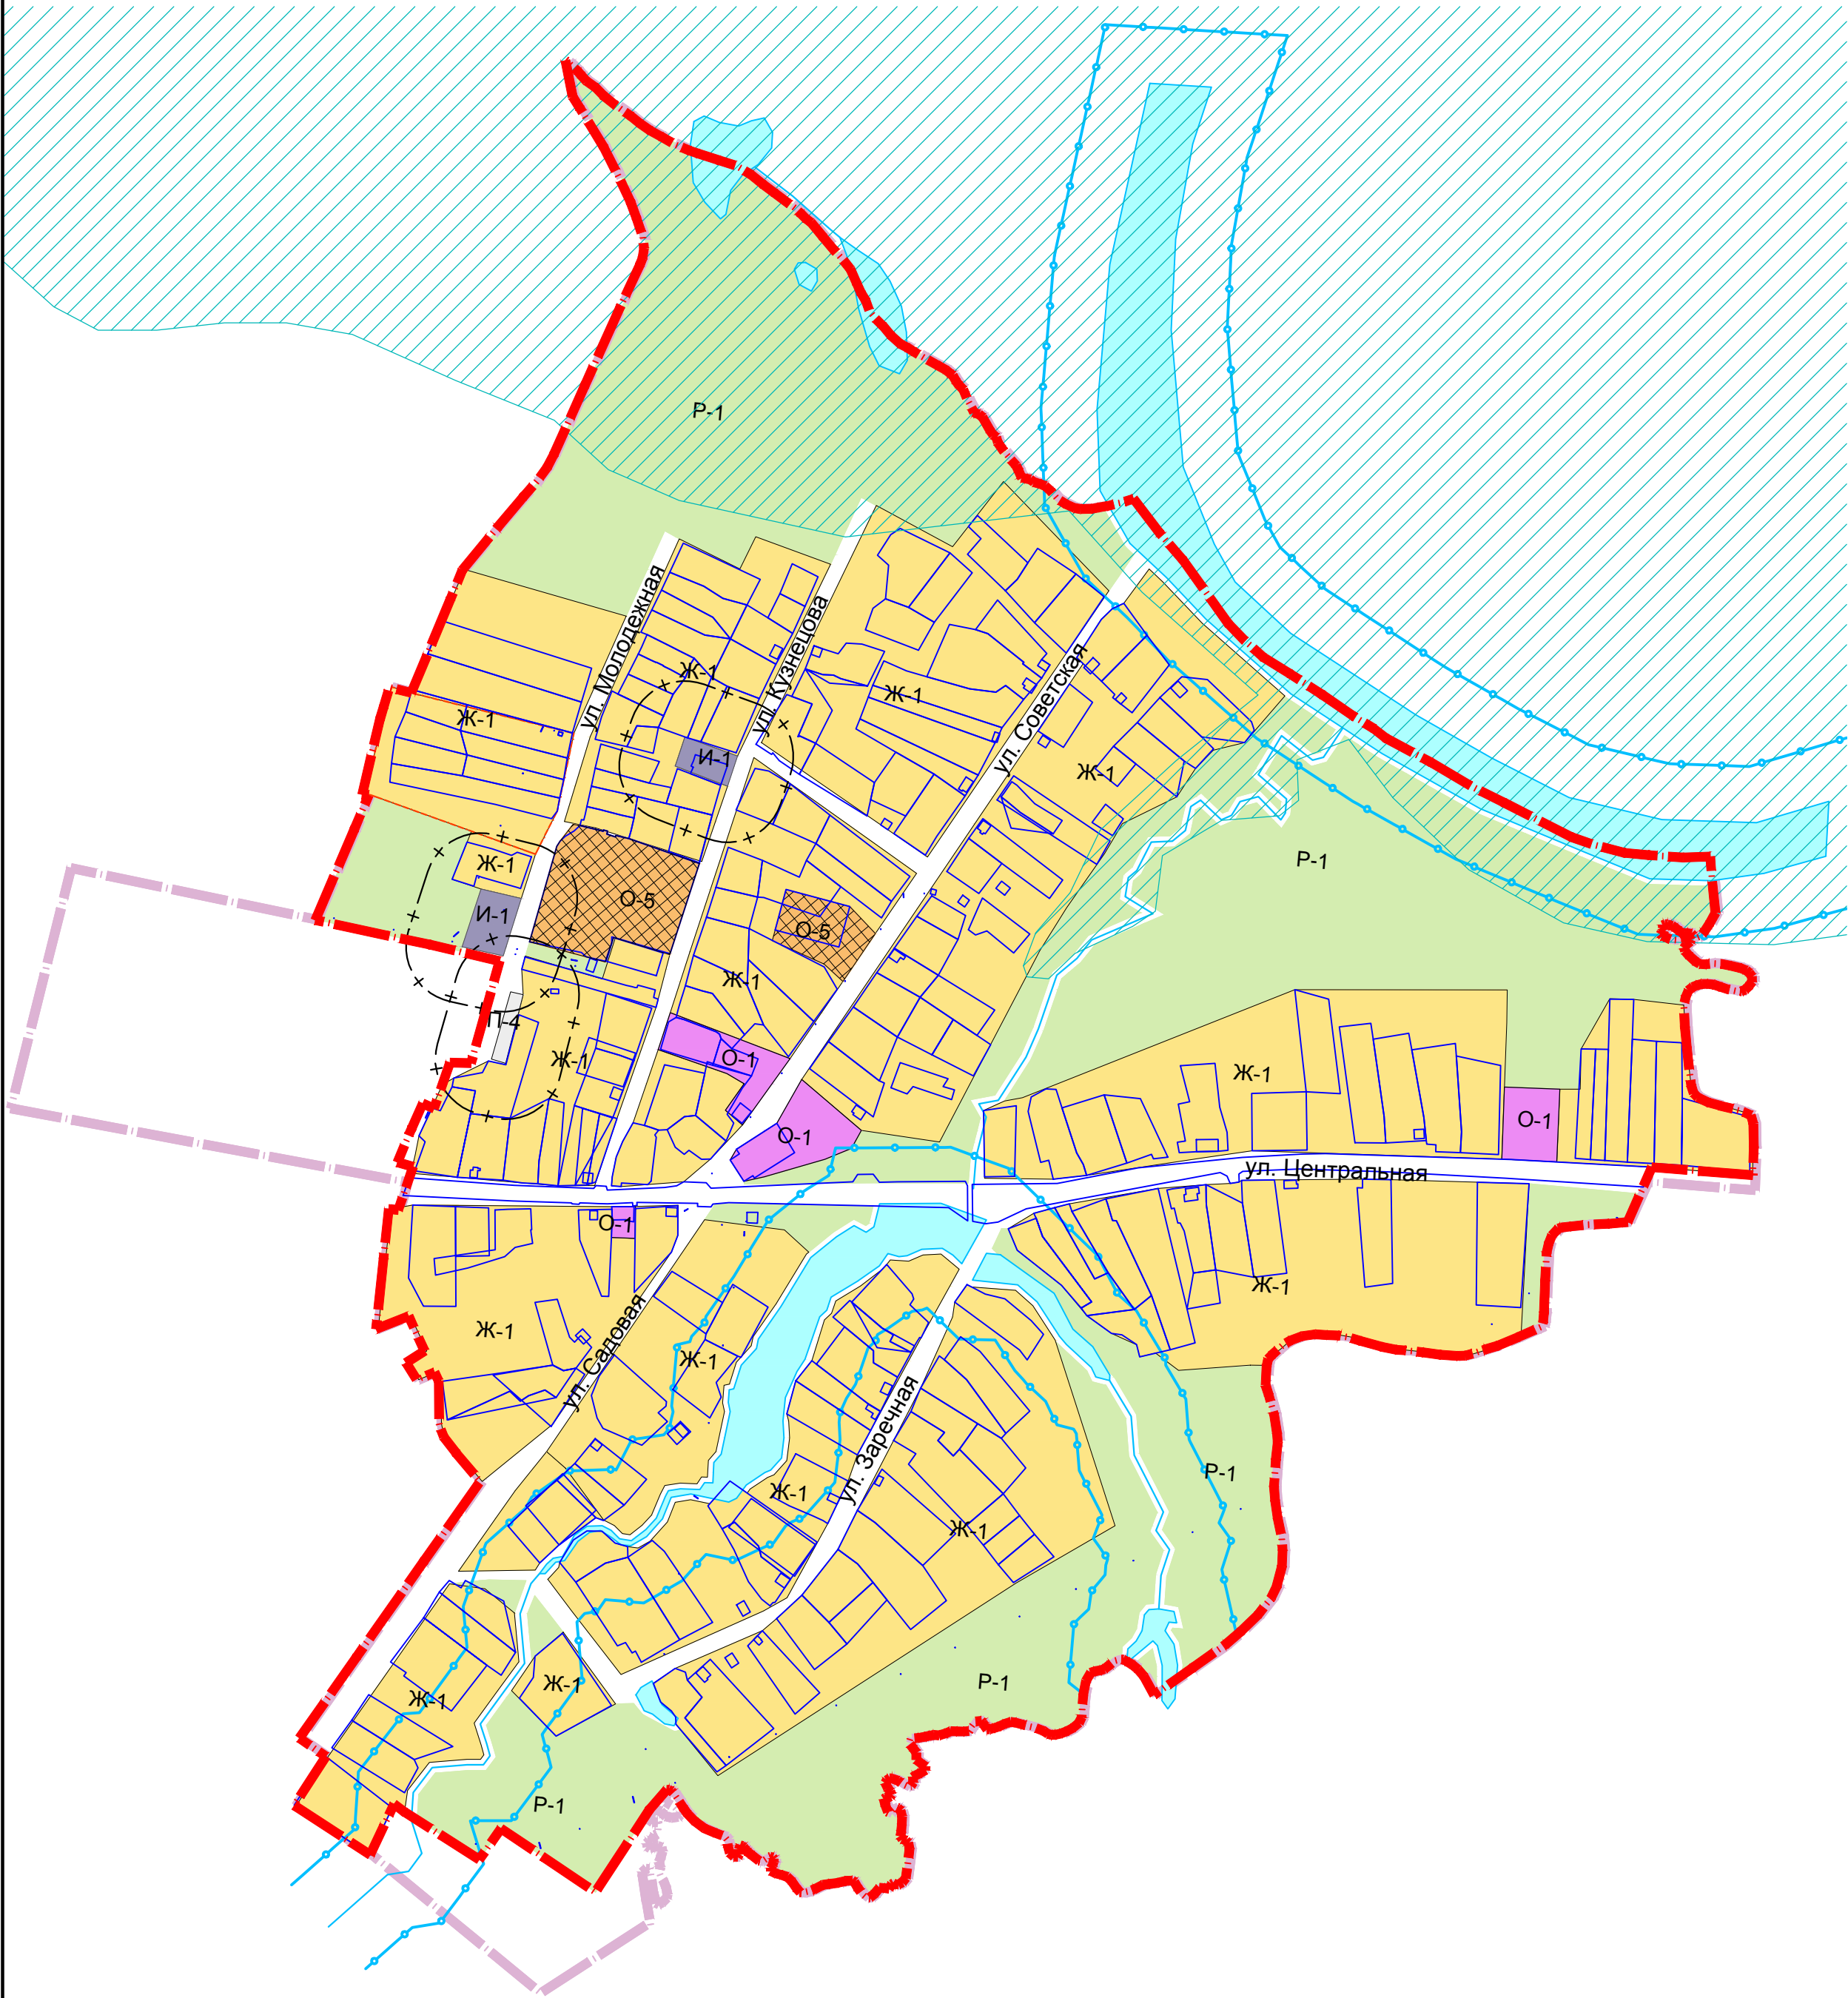 Р-1
ул. Молодежная
ул. Кузнецова
Ж-1
Ж-1
ул. Советская
Ж-1
И-1
Ж-1
Р-1
Ж-1
О-5
И-1
О-5
Ж-1
П-4
Ж-1
О-1
Ж-1
О-1
О-1
ул. Центральная
О-1
Ж-1
Ж-1
ул. Садовая
Ж-1
ул. Заречная
Р-1
Ж-1
Ж-1
Р-1
Ж-1
Ж-1
Р-1